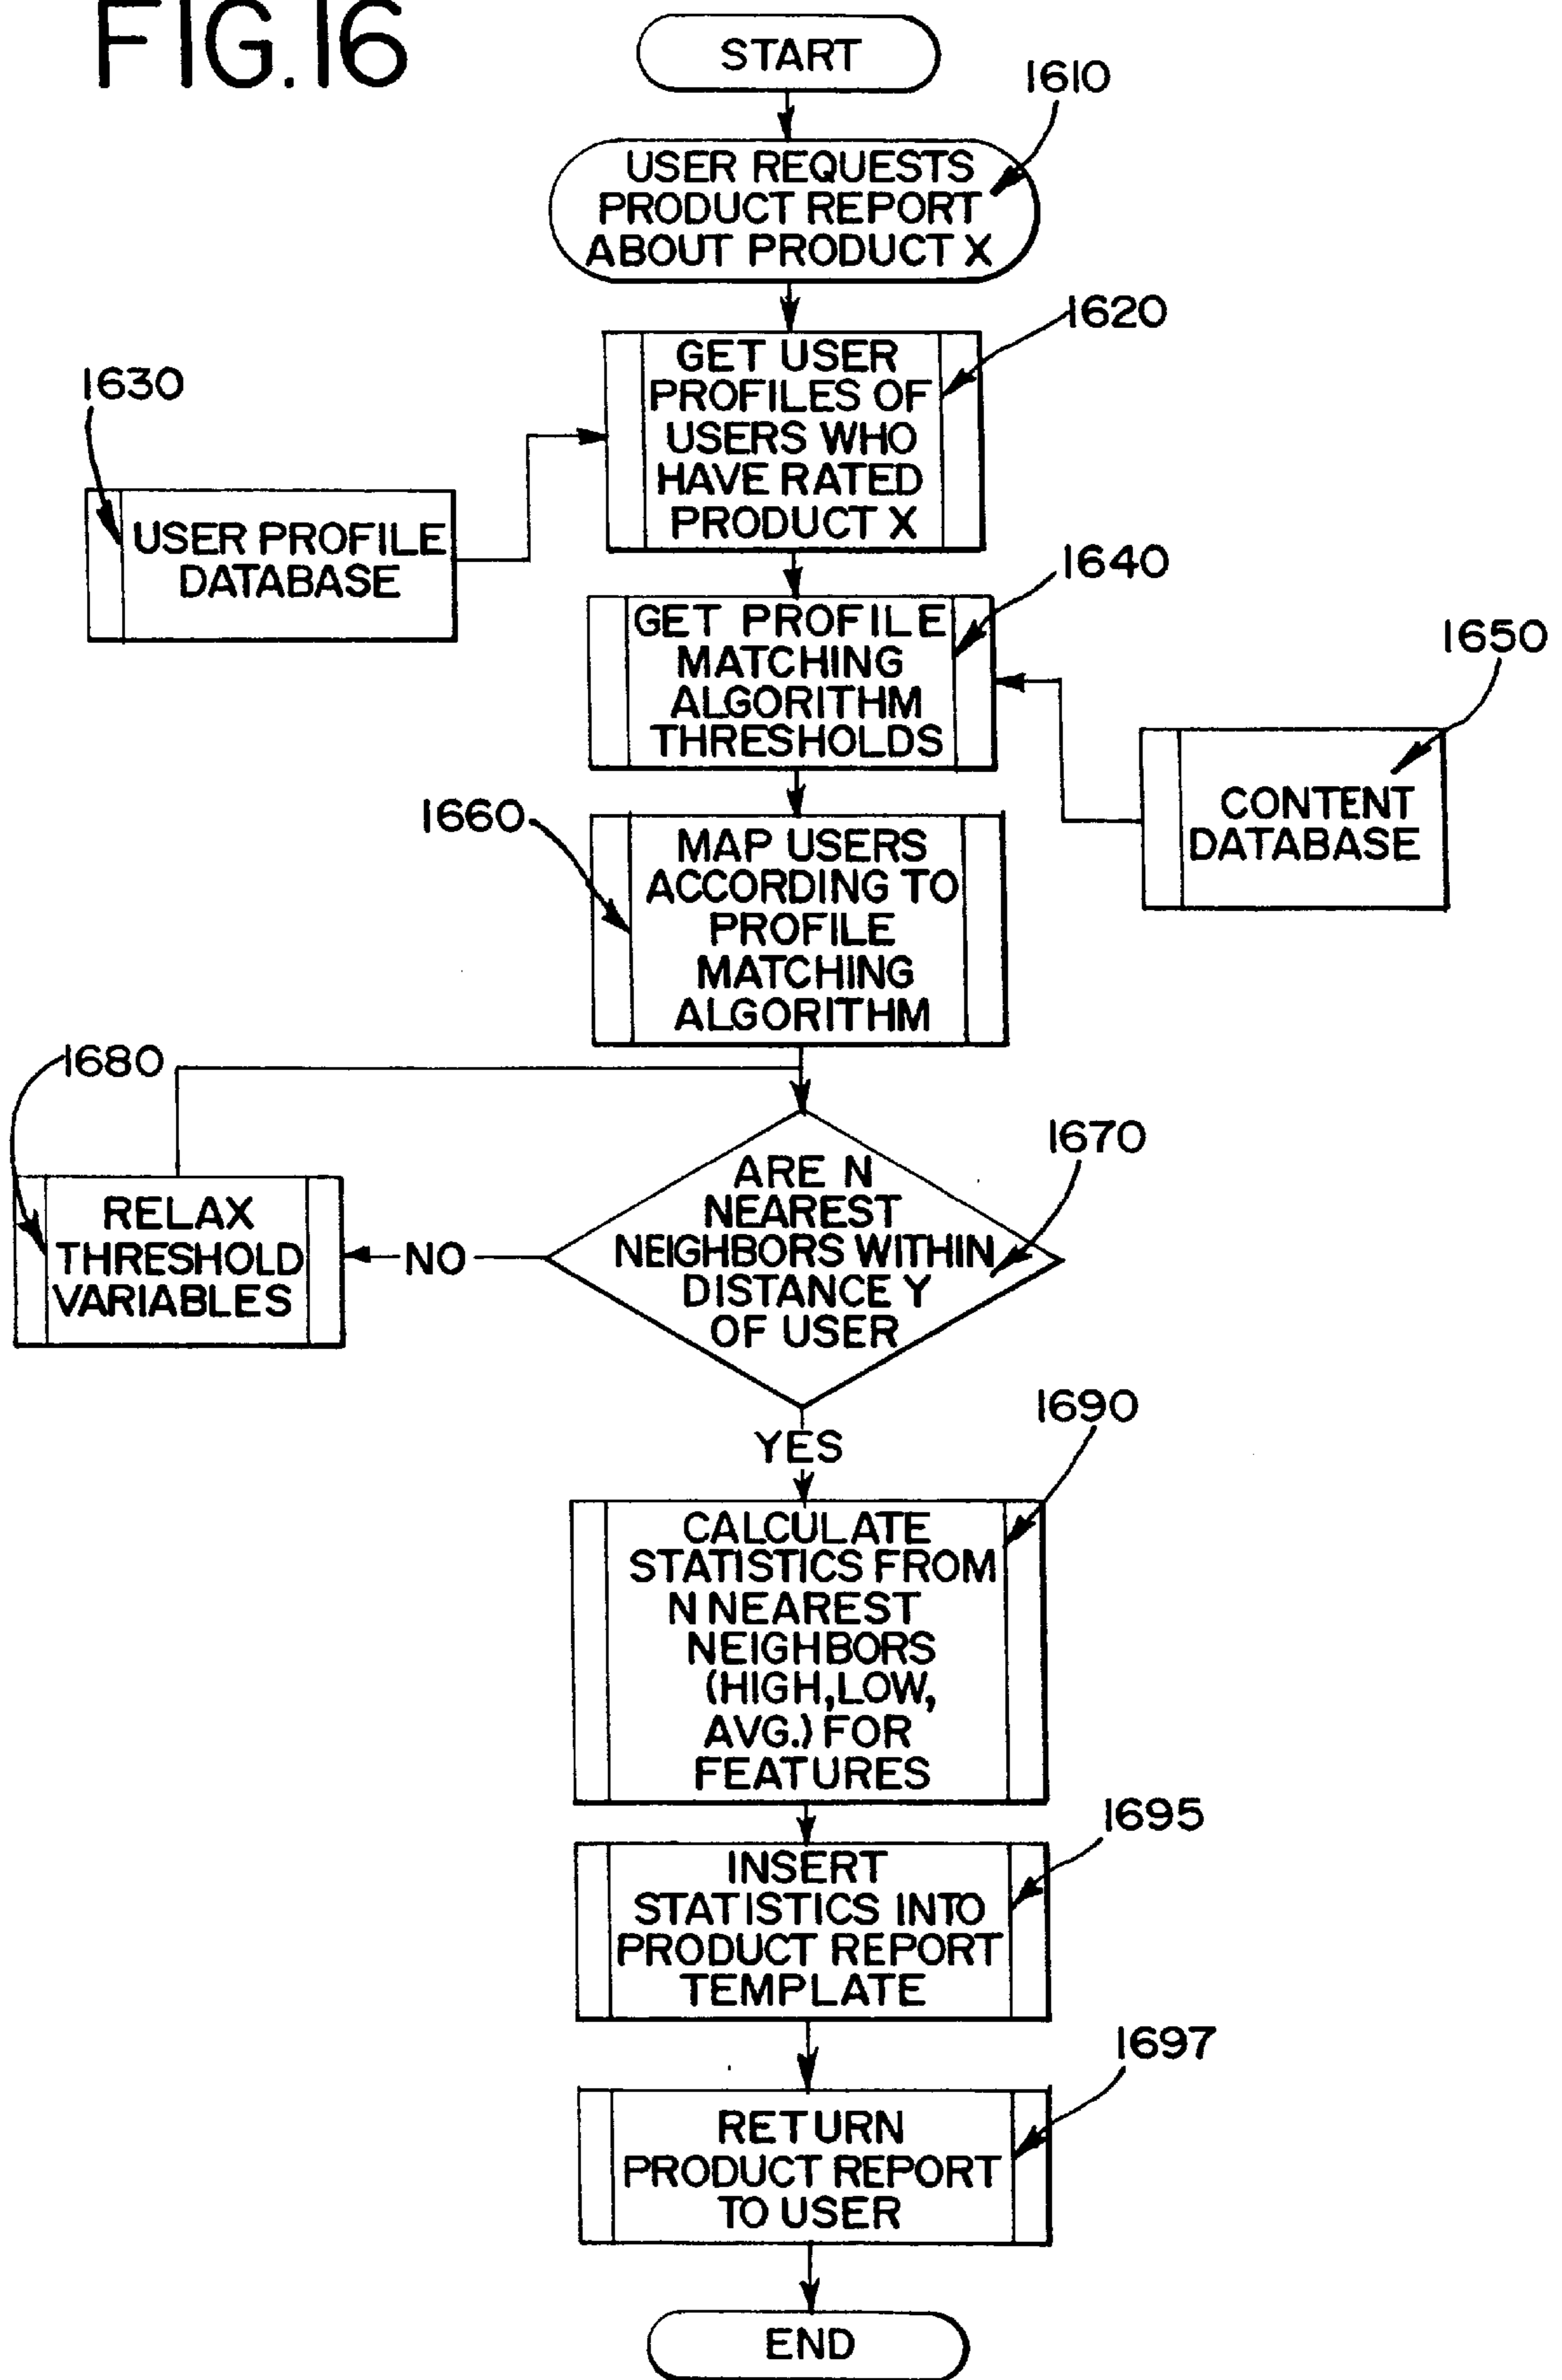 FIG.16
START
1610
USER REQUESTS
PRODUCT REPORT
ABOUT PRODUCT X
1620
GET USER
PROFILES OF
USERS WHO
HAVE RATED
PRODUCT X
1630
USER PROFILE
DATABASE
1640
GET PROFILE
MATCHING
ALGORITHM
THRESHOLDS
1650
CONTENT
DATABASE
1660
MAP USERS
ACCORDING TO
PROFILE
MATCHING
ALGORITHM
1680
RELAX
THRESHOLD
VARIABLES
NO
1670
ARE N
NEAREST
NEIGHBORS WITHIN
DISTANCE Y
OF USER
YES
1690
CALCULATE
STATISTICS FROM
N NEAREST
NEIGHBORS
(HIGH,LOW,
AVG.) FOR
FEATURES
1695
INSERT
STATISTICS INTO
PRODUCT REPORT
TEMPLATE
1697
RETURN
PRODUCT REPORT
TO USER
END